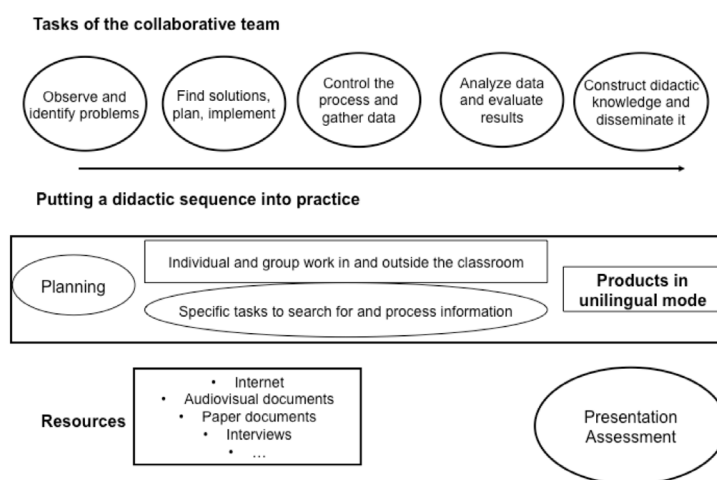 Tasks of the collaborative team
Observe and
identify problems
Find solutions,
plan, implement
Control the
process and
gather data
Analyze data
and evaluate
results
Construct didactic
knowledge and
disseminate it
Putting a didactic sequence into practice
Planning
Individual and group work in and outside the classroom
Specific tasks to search for and process information
Products in
unilingual mode
Resources
• Internet
• Audiovisual documents
• Paper documents
• Interviews
• …
Presentation
Assessment